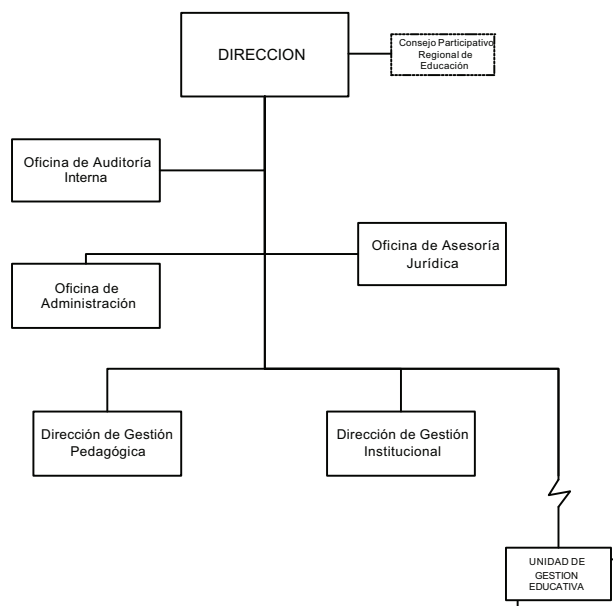 DIRECCION
Consejo Participativo
Regional de
Educación
Oficina de Auditoría
Interna
Oficina de Asesoría
Jurídica
Oficina de
Administración
Dirección de Gestión
Pedagógica
Dirección de Gestión
Institucional
UNIDAD DE
GESTION
EDUCATIVA